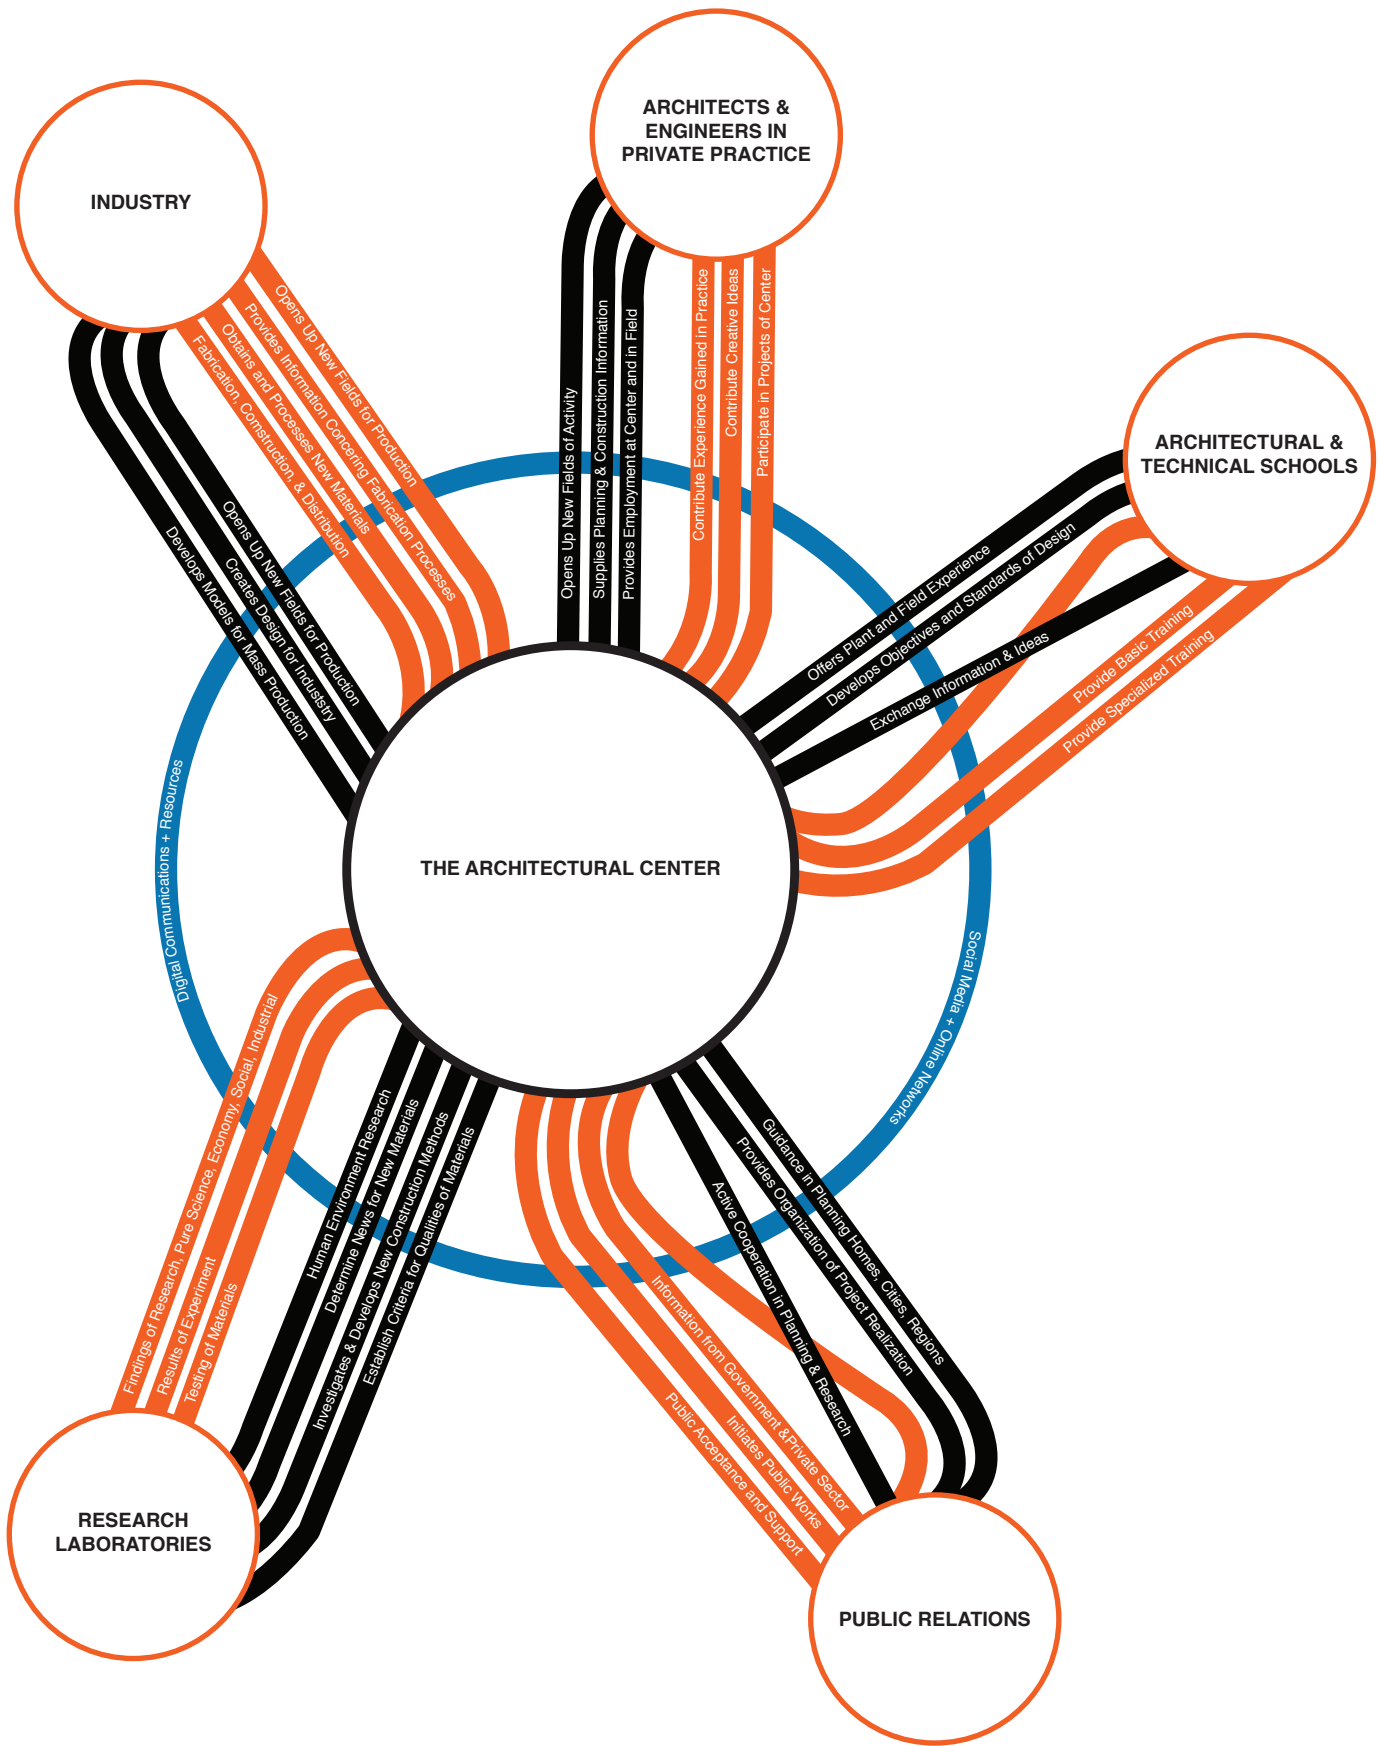 ARCHITECTS &
ENGINEERS IN
PRIVATE PRACTICE
INDUSTRY
ARCHITECTURAL &
TECHNICAL SCHOOLS
THE ARCHITECTURAL CENTER
RESEARCH
LABORATORIES
PUBLIC RELATIONS
Opens Up New Fields for Production
Provides Information Concering Fabrication Processes
Obtains and Processes New Materials
Fabrication, Comstruction, & Distribution
Opens Up New Fields for Production
Creates Design for Induststry
Develops Models for Mass Production
Opens Up New Fields of Activity
Supplies Planning & Construction Information
Provides Employment at Center and in Field
Contribute Experience Gained in Practice
Contribute Creative Ideas
Participate in Projects of Center
Offers Plant and Field Experience
Develops Objectives and Standards of Design
Exchange Information & Ideas
Provide Basic Training
Provide Specialized Training
Digital Communications + Resources
Social Media + Online Networks
Findings of Research, Pure Science, Economy, Social, Industrial
Results of Experiment
Testing of Materials
Human Environment Research
Determine News for New Materials
Investigates & Develops New Construction Methods
Establish Criteria for Qualities of Materials
Guidance in Planning Homes, Cities, Regions
Provides Organization of Project Realization
Active Cooperation in Planning & Research
Information from Government &Private Sector
Initiates Public Works
Public Acceptance and Support